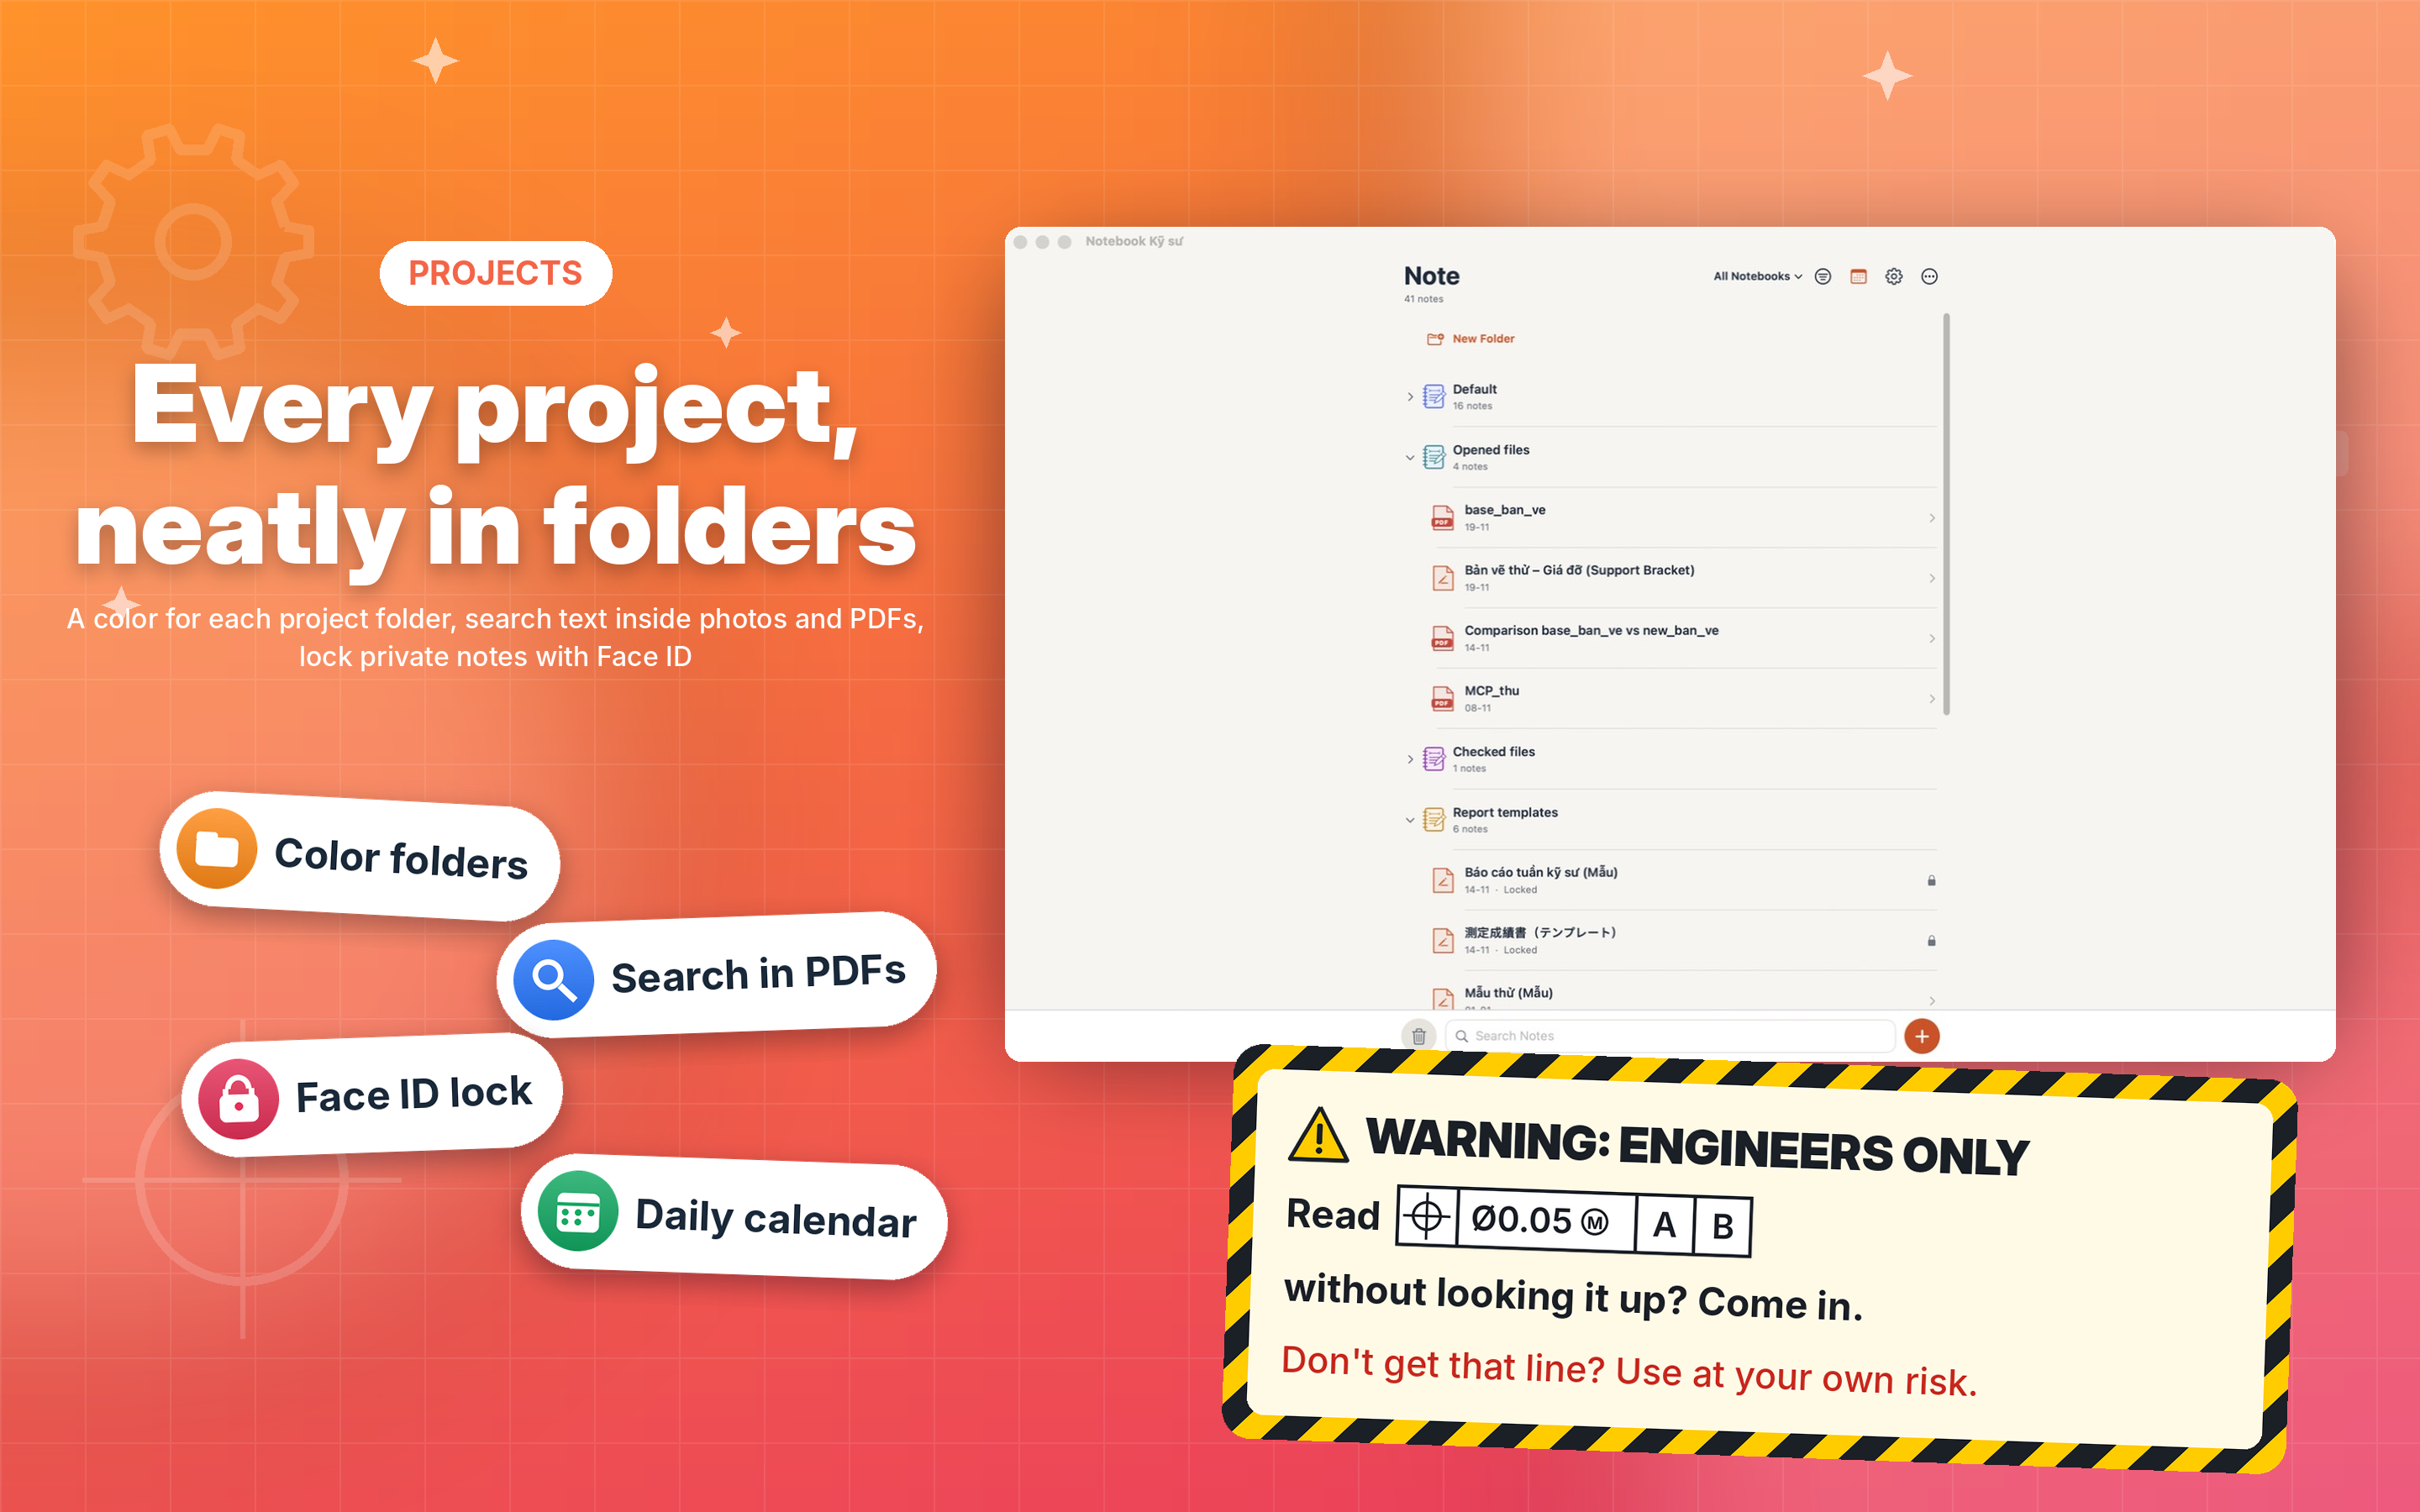 PROJECTS
Every project,
neatly in folders
A color for each project folder, search text inside photos and PDFs,
lock private notes with Face ID
Color folders
Search in PDFs
Face ID lock
Daily calendar
Notebook Kỹ sư
Note
41 notes
All Notebooks
New Folder
Default
16 notes
Opened files
4 notes
base_ban_ve
19-11
Bản vẽ thử – Giá đỡ (Support Bracket)
19-11
Comparison base_ban_ve vs new_ban_ve
14-11
MCP_thu
08-11
Checked files
1 notes
Report templates
6 notes
Báo cáo tuần kỹ sư (Mẫu)
14-11 · Locked
測定成績書（テンプレート）
14-11 · Locked
Mẫu thử (Mẫu)
Search Notes
WARNING: ENGINEERS ONLY
Read ⌖ Ø0.05 Ⓜ A B
without looking it up? Come in.
Don't get that line? Use at your own risk.